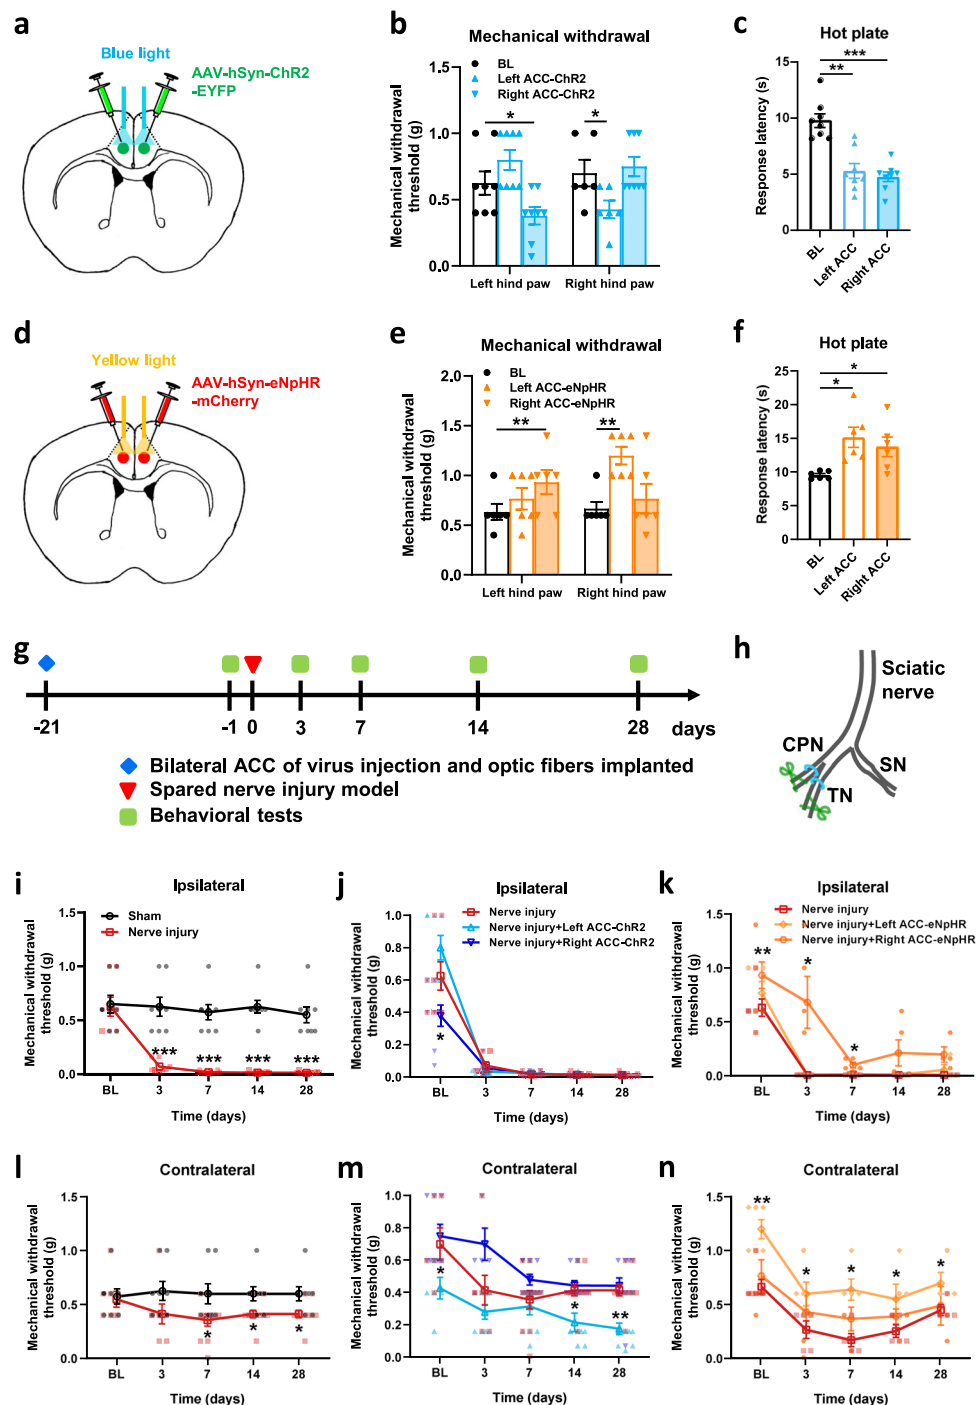 a
Blue light
AAV-hSyn-ChR2
-EYFP
b
Mechanical withdrawal
BL
Left ACC-ChR2
Right ACC-ChR2
*
*
Mechanical withdrawal
threshold (g)
1.5
1.0
0.5
0.0
Left hind paw
Right hind paw
c
Hot plate
***
**
Response latency (s)
15
10
5
0
BL
Left ACC
Right ACC
d
Yellow light
AAV-hSyn-eNpHR
-mCherry
e
Mechanical withdrawal
BL
Left ACC-eNpHR
Right ACC-eNpHR
**
**
Mechanical withdrawal
threshold (g)
2.0
1.5
1.0
0.5
0.0
Left hind paw
Right hind paw
f
Hot plate
*
*
Response latency (s)
25
20
15
10
5
0
BL
Left ACC
Right ACC
g
-21
-1
0
3
7
14
28
days
Bilateral ACC of virus injection and optic fibers implanted
Spared nerve injury model
Behavioral tests
h
Sciatic
nerve
CPN
SN
TN
i
Ipsilateral
Sham
Nerve injury
Mechanical withdrawal
threshold (g)
1.5
1.0
0.5
0.0
*** *** *** ***
BL 3 7 14 28
Time (days)
j
Ipsilateral
Nerve injury
Nerve injury+Left ACC-ChR2
Nerve injury+Right ACC-ChR2
Mechanical withdrawal
threshold (g)
1.0
0.8
0.6
0.4
0.2
0.0
*
BL 3 7 14 28
Time (days)
k
Ipsilateral
Nerve injury
Nerve injury+Left ACC-eNpHR
Nerve injury+Right ACC-eNpHR
Mechanical withdrawal
threshold (g)
1.5
1.0
0.5
0.0
** * *
BL 3 7 14 28
Time (days)
l
Contralateral
Mechanical withdrawal
threshold (g)
1.5
1.0
0.5
0.0
* * *
BL 3 7 14 28
Time (days)
m
Contralateral
Mechanical withdrawal
threshold (g)
1.0
0.8
0.6
0.4
0.2
0.0
* * **
BL 3 7 14 28
Time (days)
n
Contralateral
Mechanical withdrawal
threshold (g)
1.5
1.0
0.5
0.0
** * * * *
BL 3 7 14 28
Time (days)